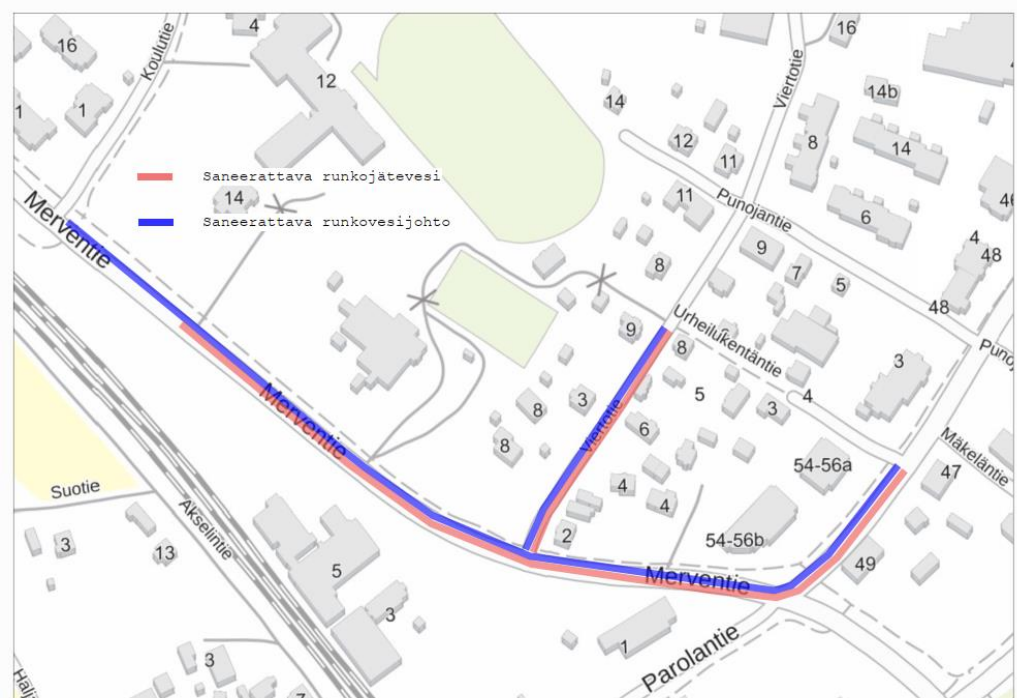 16
4
16
Koulutie
Viertotie
12
14b
1
1
14
12
11
8
14
Saneerattava runkojätevesi
14
11
6
Saneerattava runkovesijohto
Punojantie
Merventie
9
4
48
8
7
5
48
9
Urheilukentäntie
8
3
Merventie
3
5
4
3
8
Viertotie
6
8
Mäkeläntie
54-56a
47
Suotie
4
4
Akselintie
3
13
2
54-56b
5
Merventie
49
3
1
3
Parolantie